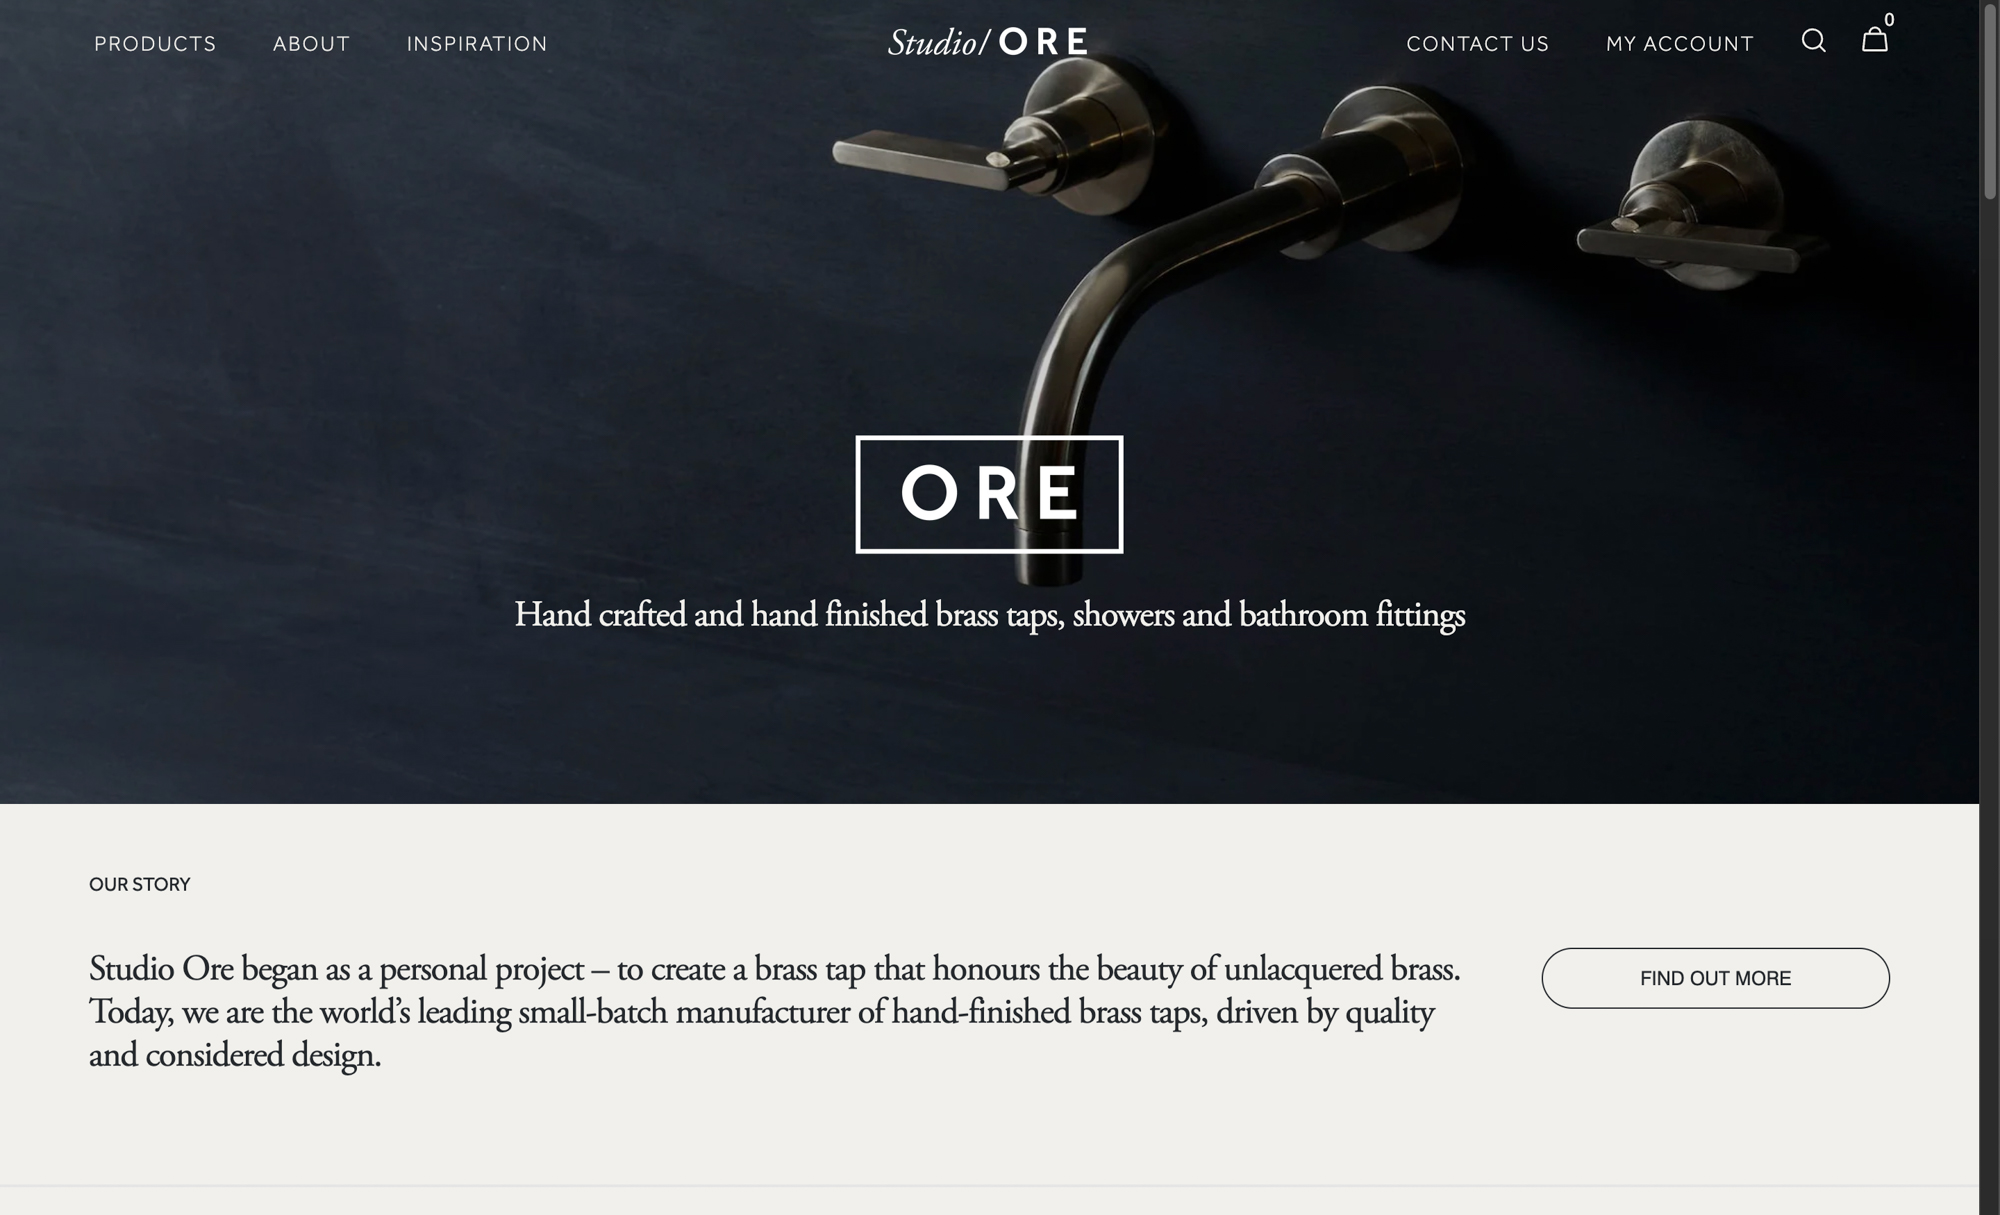 PRODUCTS ABOUT INSPIRATION Studio/ ORE CONTACT US MY ACCOUNT 0
ORE
Hand crafted and hand finished brass taps, showers and bathroom fittings
OUR STORY
Studio Ore began as a personal project – to create a brass tap that honours the beauty of unlacquered brass.
Today, we are the world’s leading small-batch manufacturer of hand-finished brass taps, driven by quality
and considered design.
FIND OUT MORE